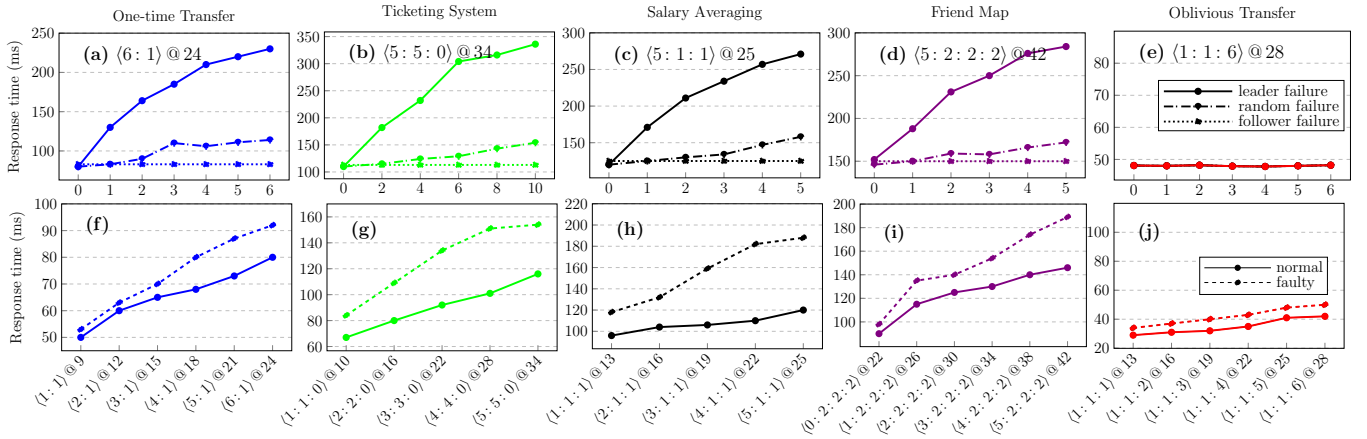 One-time Transfer
Ticketing System
Salary Averaging
Friend Map
Oblivious Transfer
Response time (ms)
(a) ⟨6 : 1⟩ @ 24
250
200
150
100
0 1 2 3 4 5 6
(b) ⟨5 : 5 : 0⟩ @ 34
350
300
250
200
150
100
0 2 4 6 8 10
(c) ⟨5 : 1 : 1⟩ @ 25
300
200
0 1 2 3 4 5
(d) ⟨5 : 2 : 2 : 2⟩ @ 42
300
250
200
150
0 1 2 3 4 5
(e) ⟨1 : 1 : 6⟩ @ 28
80
70
60
50
leader failure
random failure
follower failure
0 1 2 3 4 5 6
Response time (ms)
(f)
100
90
80
70
60
50
⟨1 : 1⟩ @ 9
⟨2 : 1⟩ @ 12
⟨3 : 1⟩ @ 15
⟨4 : 1⟩ @ 18
⟨5 : 1⟩ @ 21
⟨6 : 1⟩ @ 24
(g)
160
140
120
100
80
60
⟨1 : 1 : 0⟩ @ 10
⟨2 : 2 : 0⟩ @ 16
⟨3 : 3 : 0⟩ @ 22
⟨4 : 4 : 0⟩ @ 28
⟨5 : 5 : 0⟩ @ 34
(h)
220
200
180
160
140
120
100
⟨1 : 1 : 1⟩ @ 13
⟨2 : 1 : 1⟩ @ 16
⟨3 : 1 : 1⟩ @ 19
⟨4 : 1 : 1⟩ @ 22
⟨5 : 1 : 1⟩ @ 25
(i)
200
180
160
140
120
100
⟨0 : 2 : 2 : 2⟩ @ 22
⟨1 : 2 : 2 : 2⟩ @ 26
⟨2 : 2 : 2 : 2⟩ @ 30
⟨3 : 2 : 2 : 2⟩ @ 34
⟨4 : 2 : 2 : 2⟩ @ 38
⟨5 : 2 : 2 : 2⟩ @ 42
(j)
100
80
60
40
20
normal
faulty
⟨1 : 1 : 1⟩ @ 13
⟨1 : 1 : 2⟩ @ 16
⟨1 : 1 : 3⟩ @ 19
⟨1 : 1 : 4⟩ @ 22
⟨1 : 1 : 5⟩ @ 25
⟨1 : 1 : 6⟩ @ 28